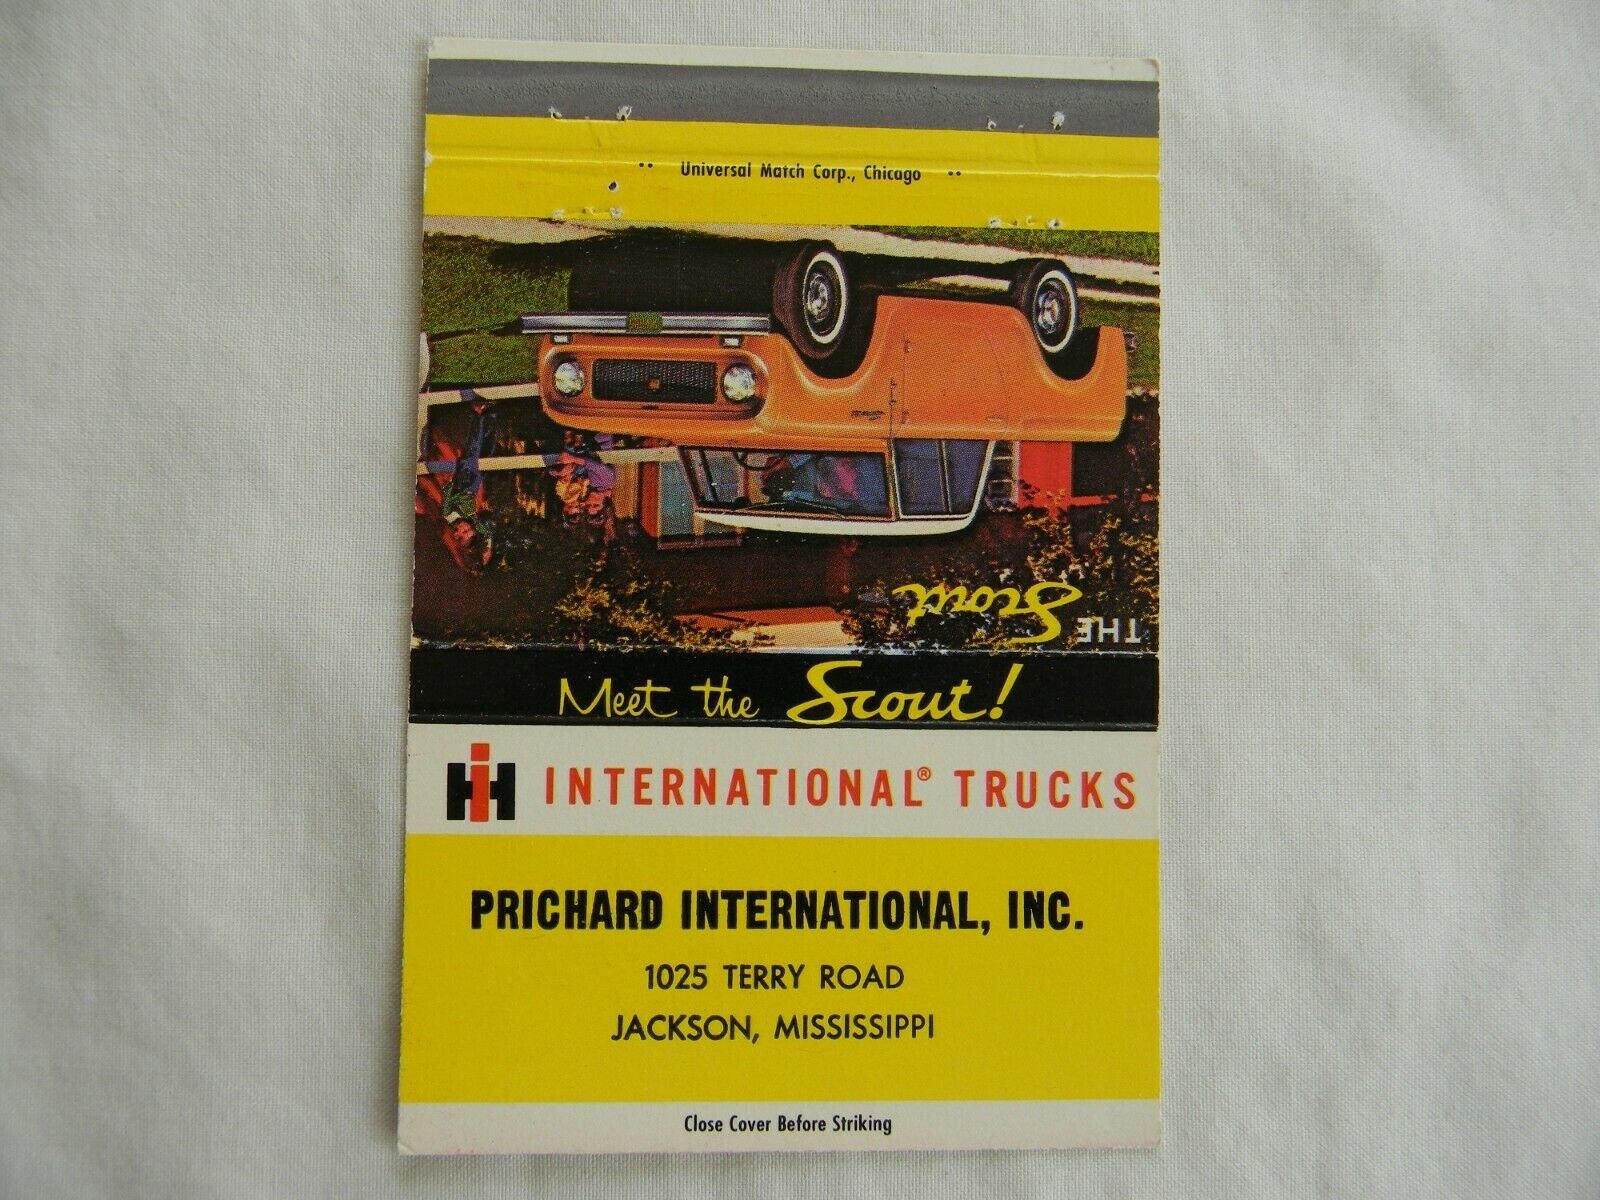 Universal Match Corp., Chicago
THE Scout
Meet the Scout!
IH INTERNATIONAL® TRUCKS
PRICHARD INTERNATIONAL, INC.
1025 TERRY ROAD
JACKSON, MISSISSIPPI
Close Cover Before Striking